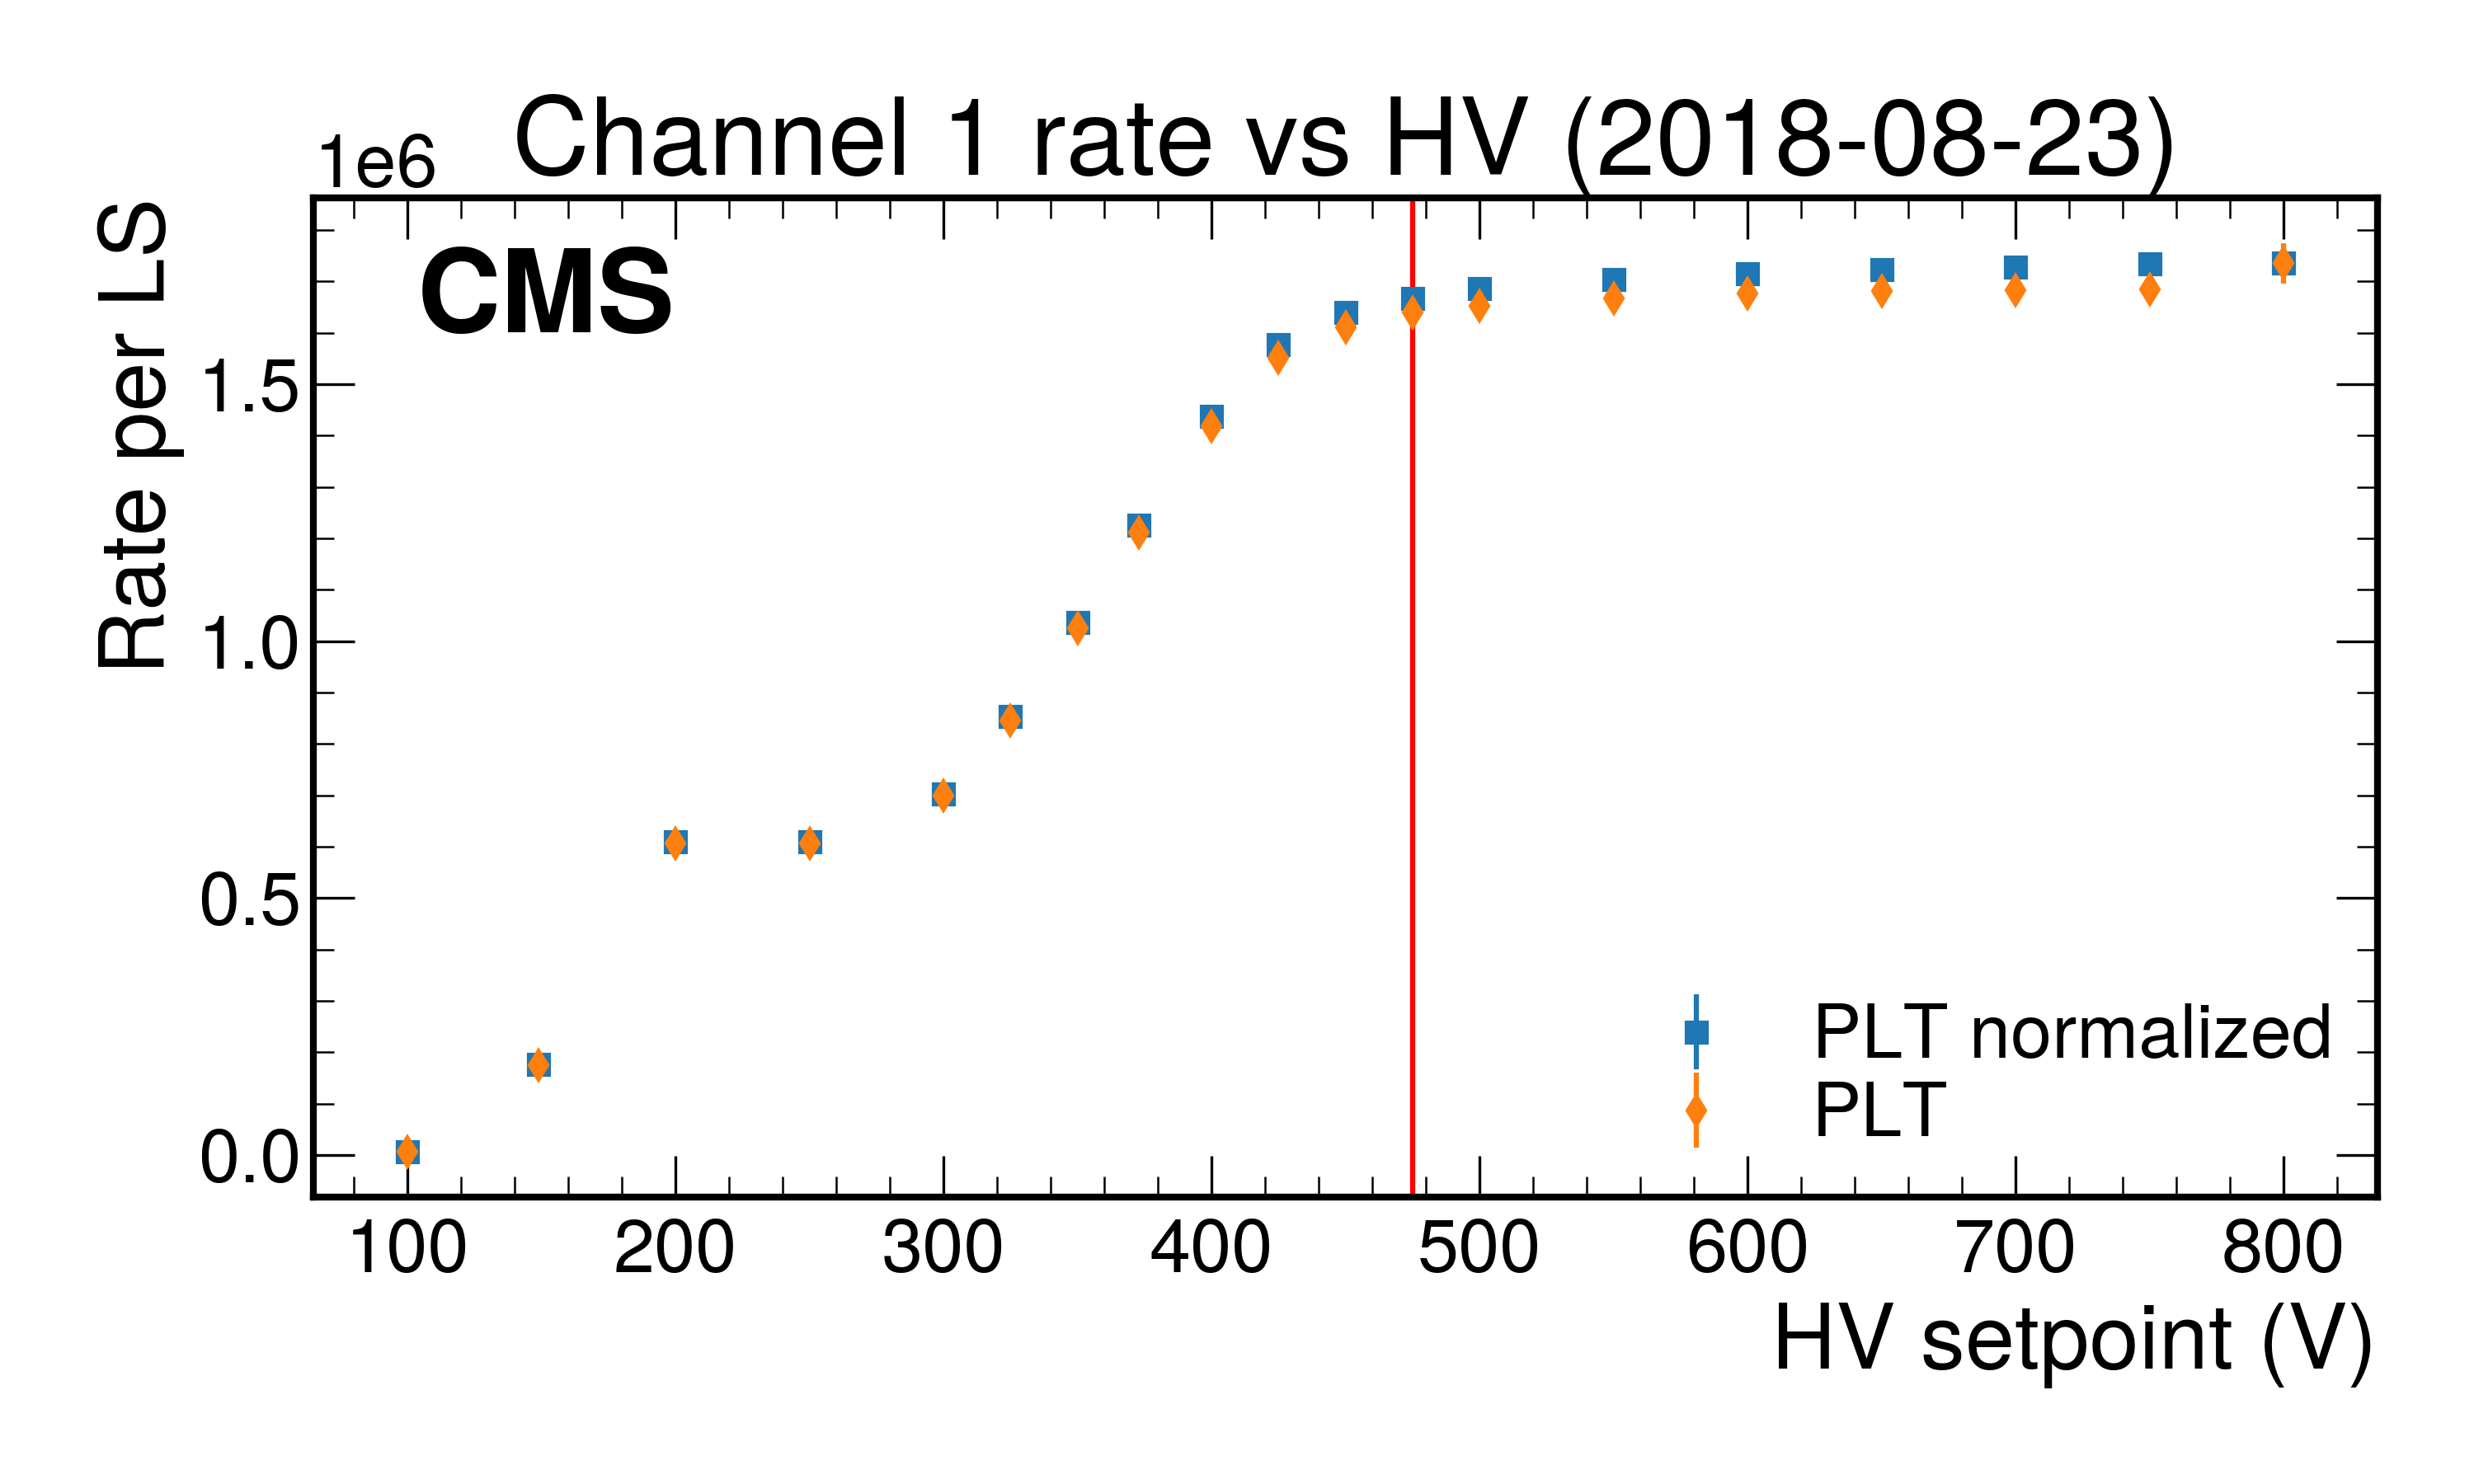 Channel 1 rate vs HV (2018-08-23)
1e6
CMS
Rate per LS
1.5
1.0
0.5
0.0
PLT normalized
PLT
100 200 300 400 500 600 700 800
HV setpoint (V)